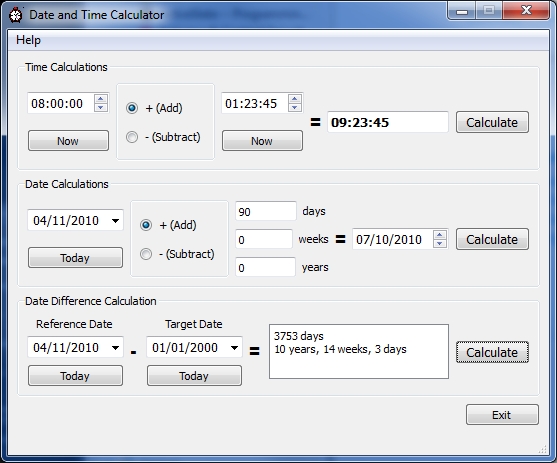 Date and Time Calculator
Help
Time Calculations
08:00:00
+ (Add)
- (Subtract)
01:23:45
=
09:23:45
Calculate
Now
Now
Date Calculations
04/11/2010
+ (Add)
- (Subtract)
90 days
0 weeks
0 years
=
07/10/2010
Calculate
Today
Date Difference Calculation
Reference Date
Target Date
04/11/2010
-
01/01/2000
=
3753 days
10 years, 14 weeks, 3 days
Calculate
Today
Today
Exit